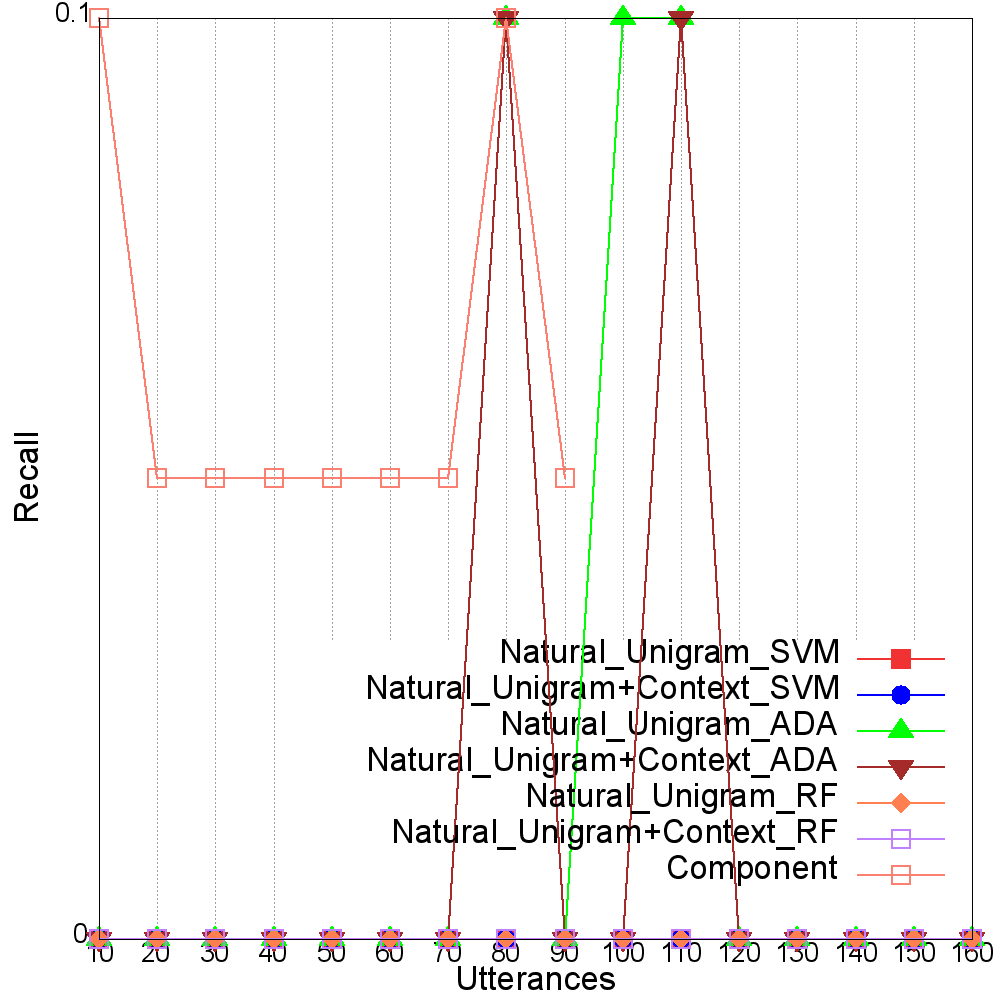 0.1
Recall
Natural_Unigram_SVM
Natural_Unigram+Context_SVM
Natural_Unigram_ADA
Natural_Unigram+Context_ADA
Natural_Unigram_RF
Natural_Unigram+Context_RF
Component
0
10 20 30 40 50 60 70 80 90 100 110 120 130 140 150 160
Utterances